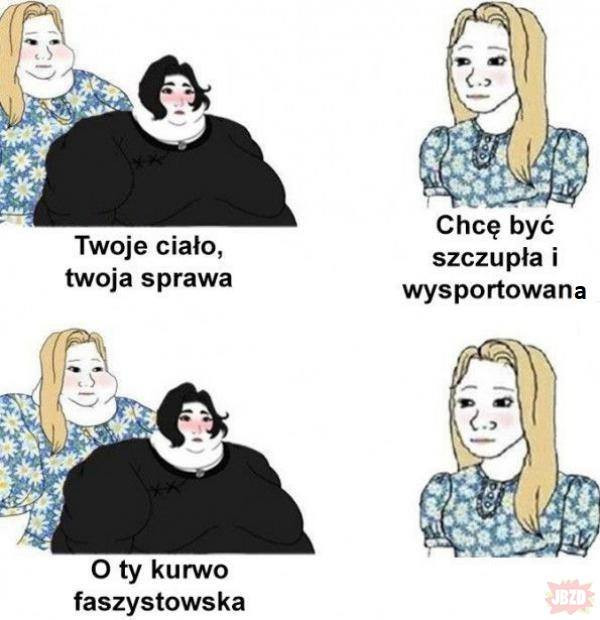 Twoje ciało,
twoja sprawa
Chcę być
szczupła i
wysportowana
O ty kurwo
faszystowska
JBZD